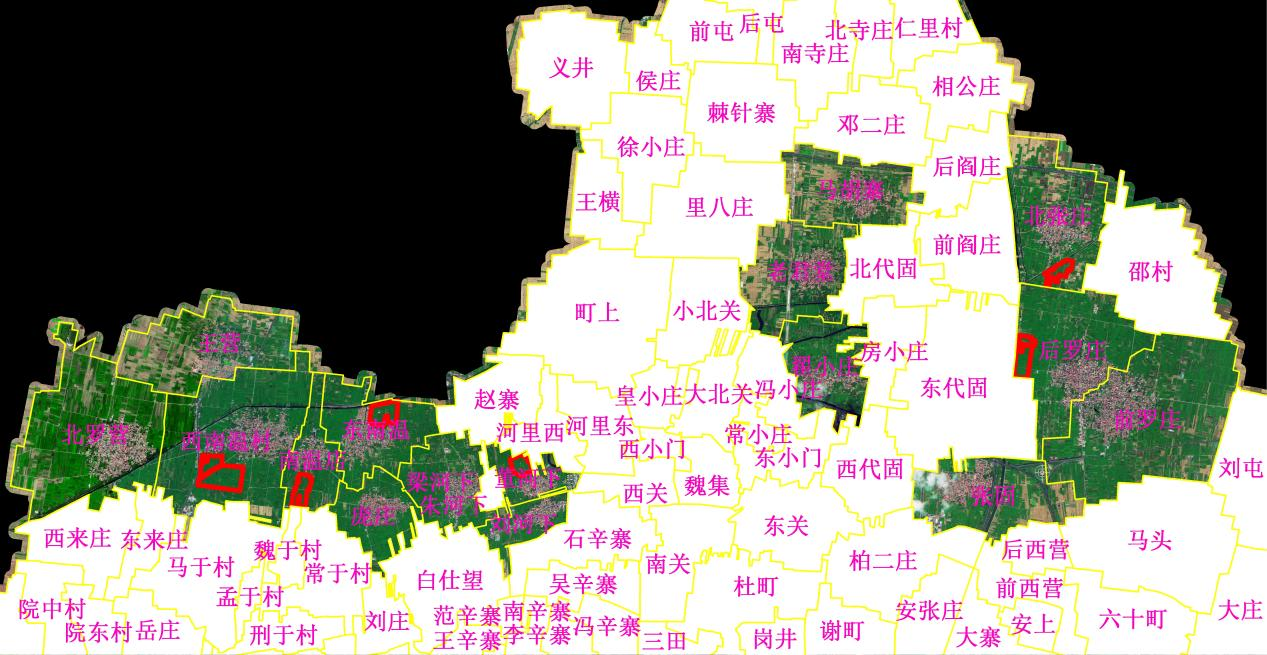 前屯
后屯
北寺庄
仁里村
南寺庄
义井
侯庄
相公庄
棘针寨
邓二庄
徐小庄
后阎庄
马胡寨
王横
里八庄
北张庄
前阎庄
北代固
邵村
老君堂
町上
小北关
王营
后罗庄
房小庄
翟小庄
东代固
冯小庄
皇小庄
大北关
赵寨
前罗庄
河里东
河里西
东南温
北罗营
西南温村
常小庄
西小门
东小门
南温后
西代固
刘屯
梁河下
董河下
魏集
西关
张固
朱河下
庞庄
刘河下
东关
石辛寨
西来庄
东来庄
魏于村
后西营
马头
马于村
常于村
南关
柏二庄
白仕望
吴辛寨
杜町
前西营
孟于村
院中村
范辛寨
南辛寨
安张庄
大庄
六十町
刘庄
冯辛寨
安上
院东村
岳庄
邢于村
王辛寨
李辛寨
三田
岗井
谢町
大寨